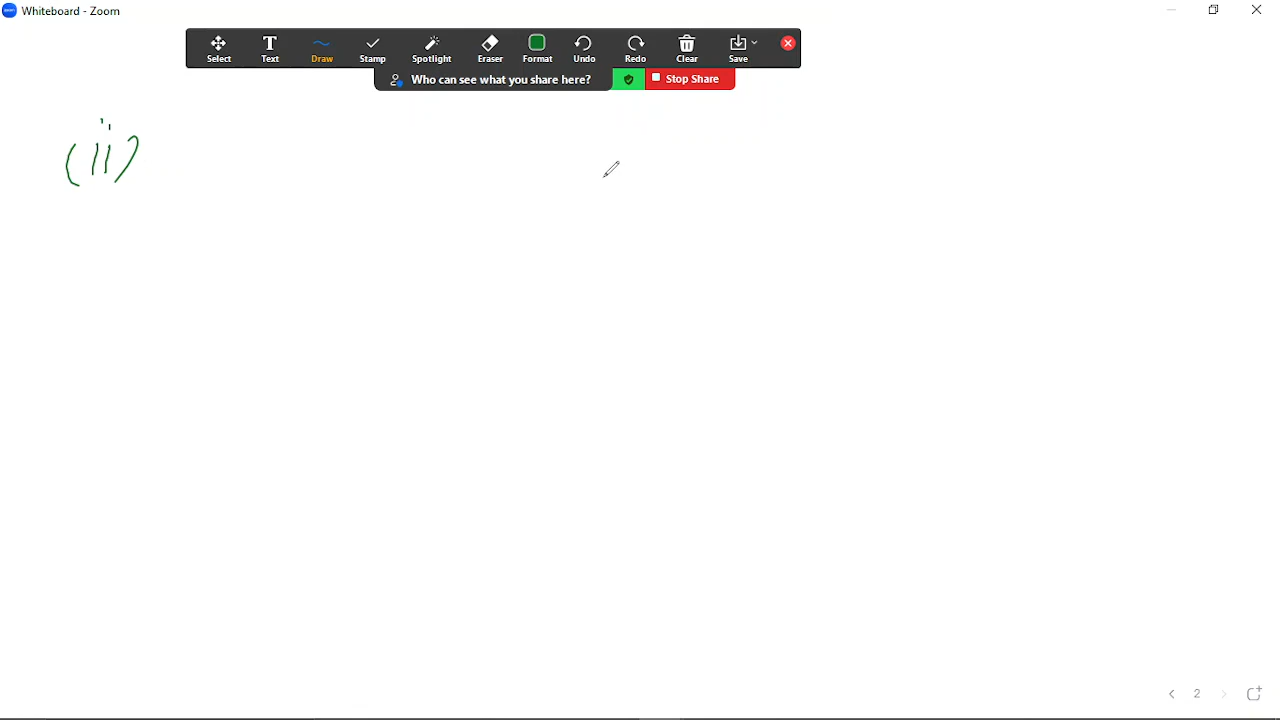 Whiteboard - Zoom
Select
Text
Draw
Stamp
Spotlight
Eraser
Format
Undo
Redo
Clear
Save
Who can see what you share here?
Stop Share
(ii)
2